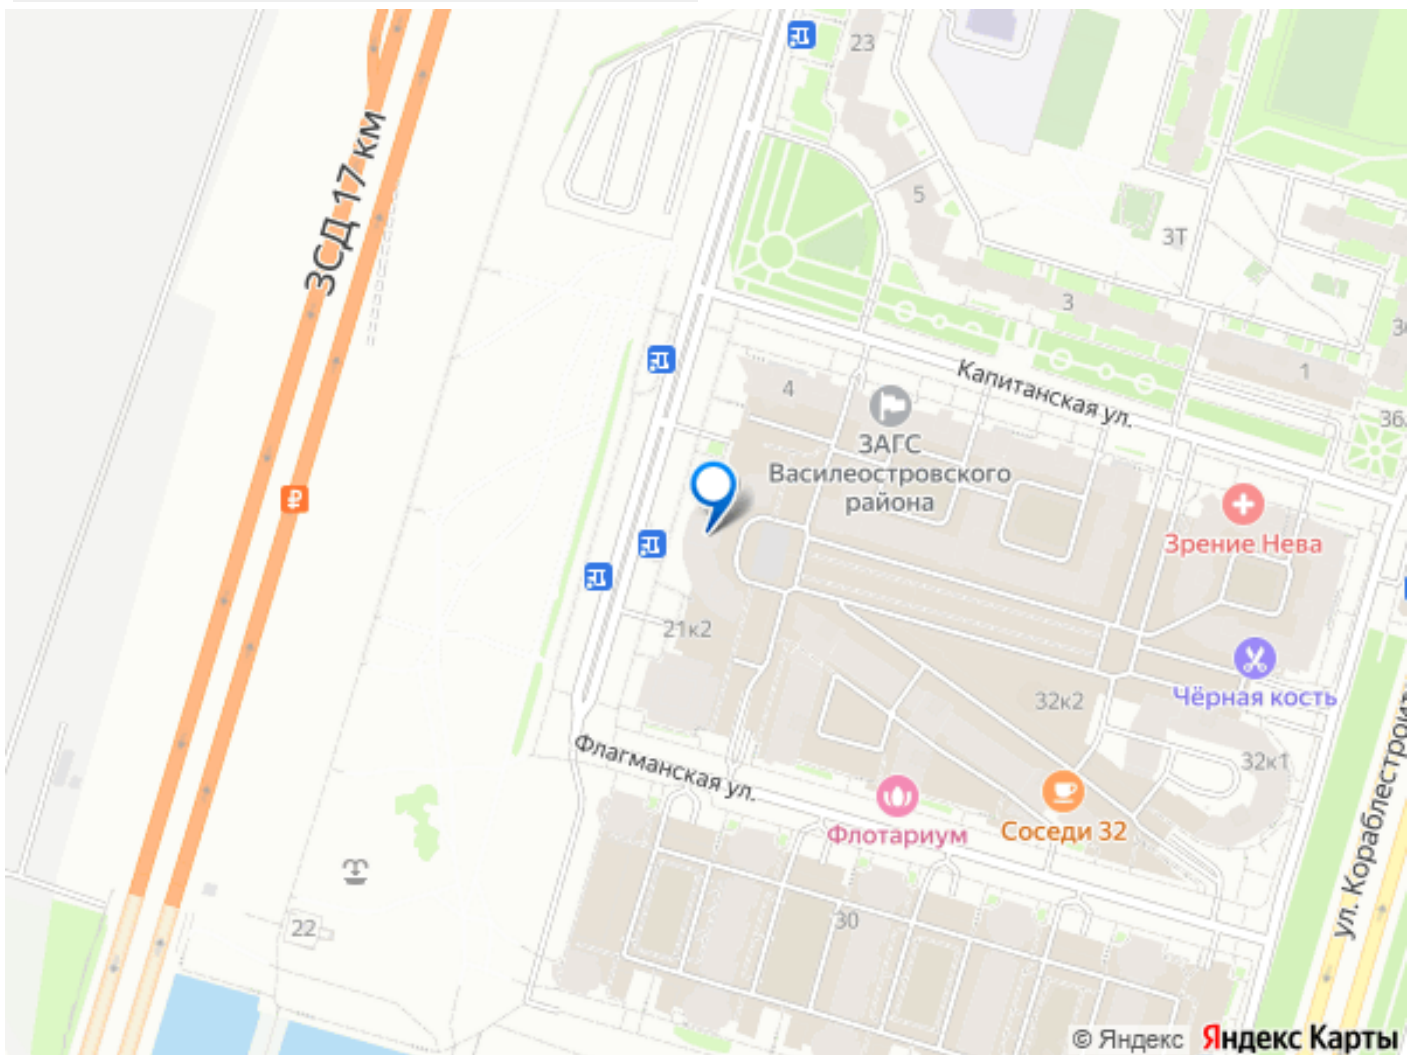 23
ЗСД 17 км
5
3Т
3
Капитанская ул.
1
4
ЗАГС
Василеостровского
района
Зрение Нева
21к2
Чёрная кость
32к2
32к1
Флагманская ул.
Флотариум
Соседи 32
ул. Кораблестроит
30
22
© Яндекс Яндекс Карты